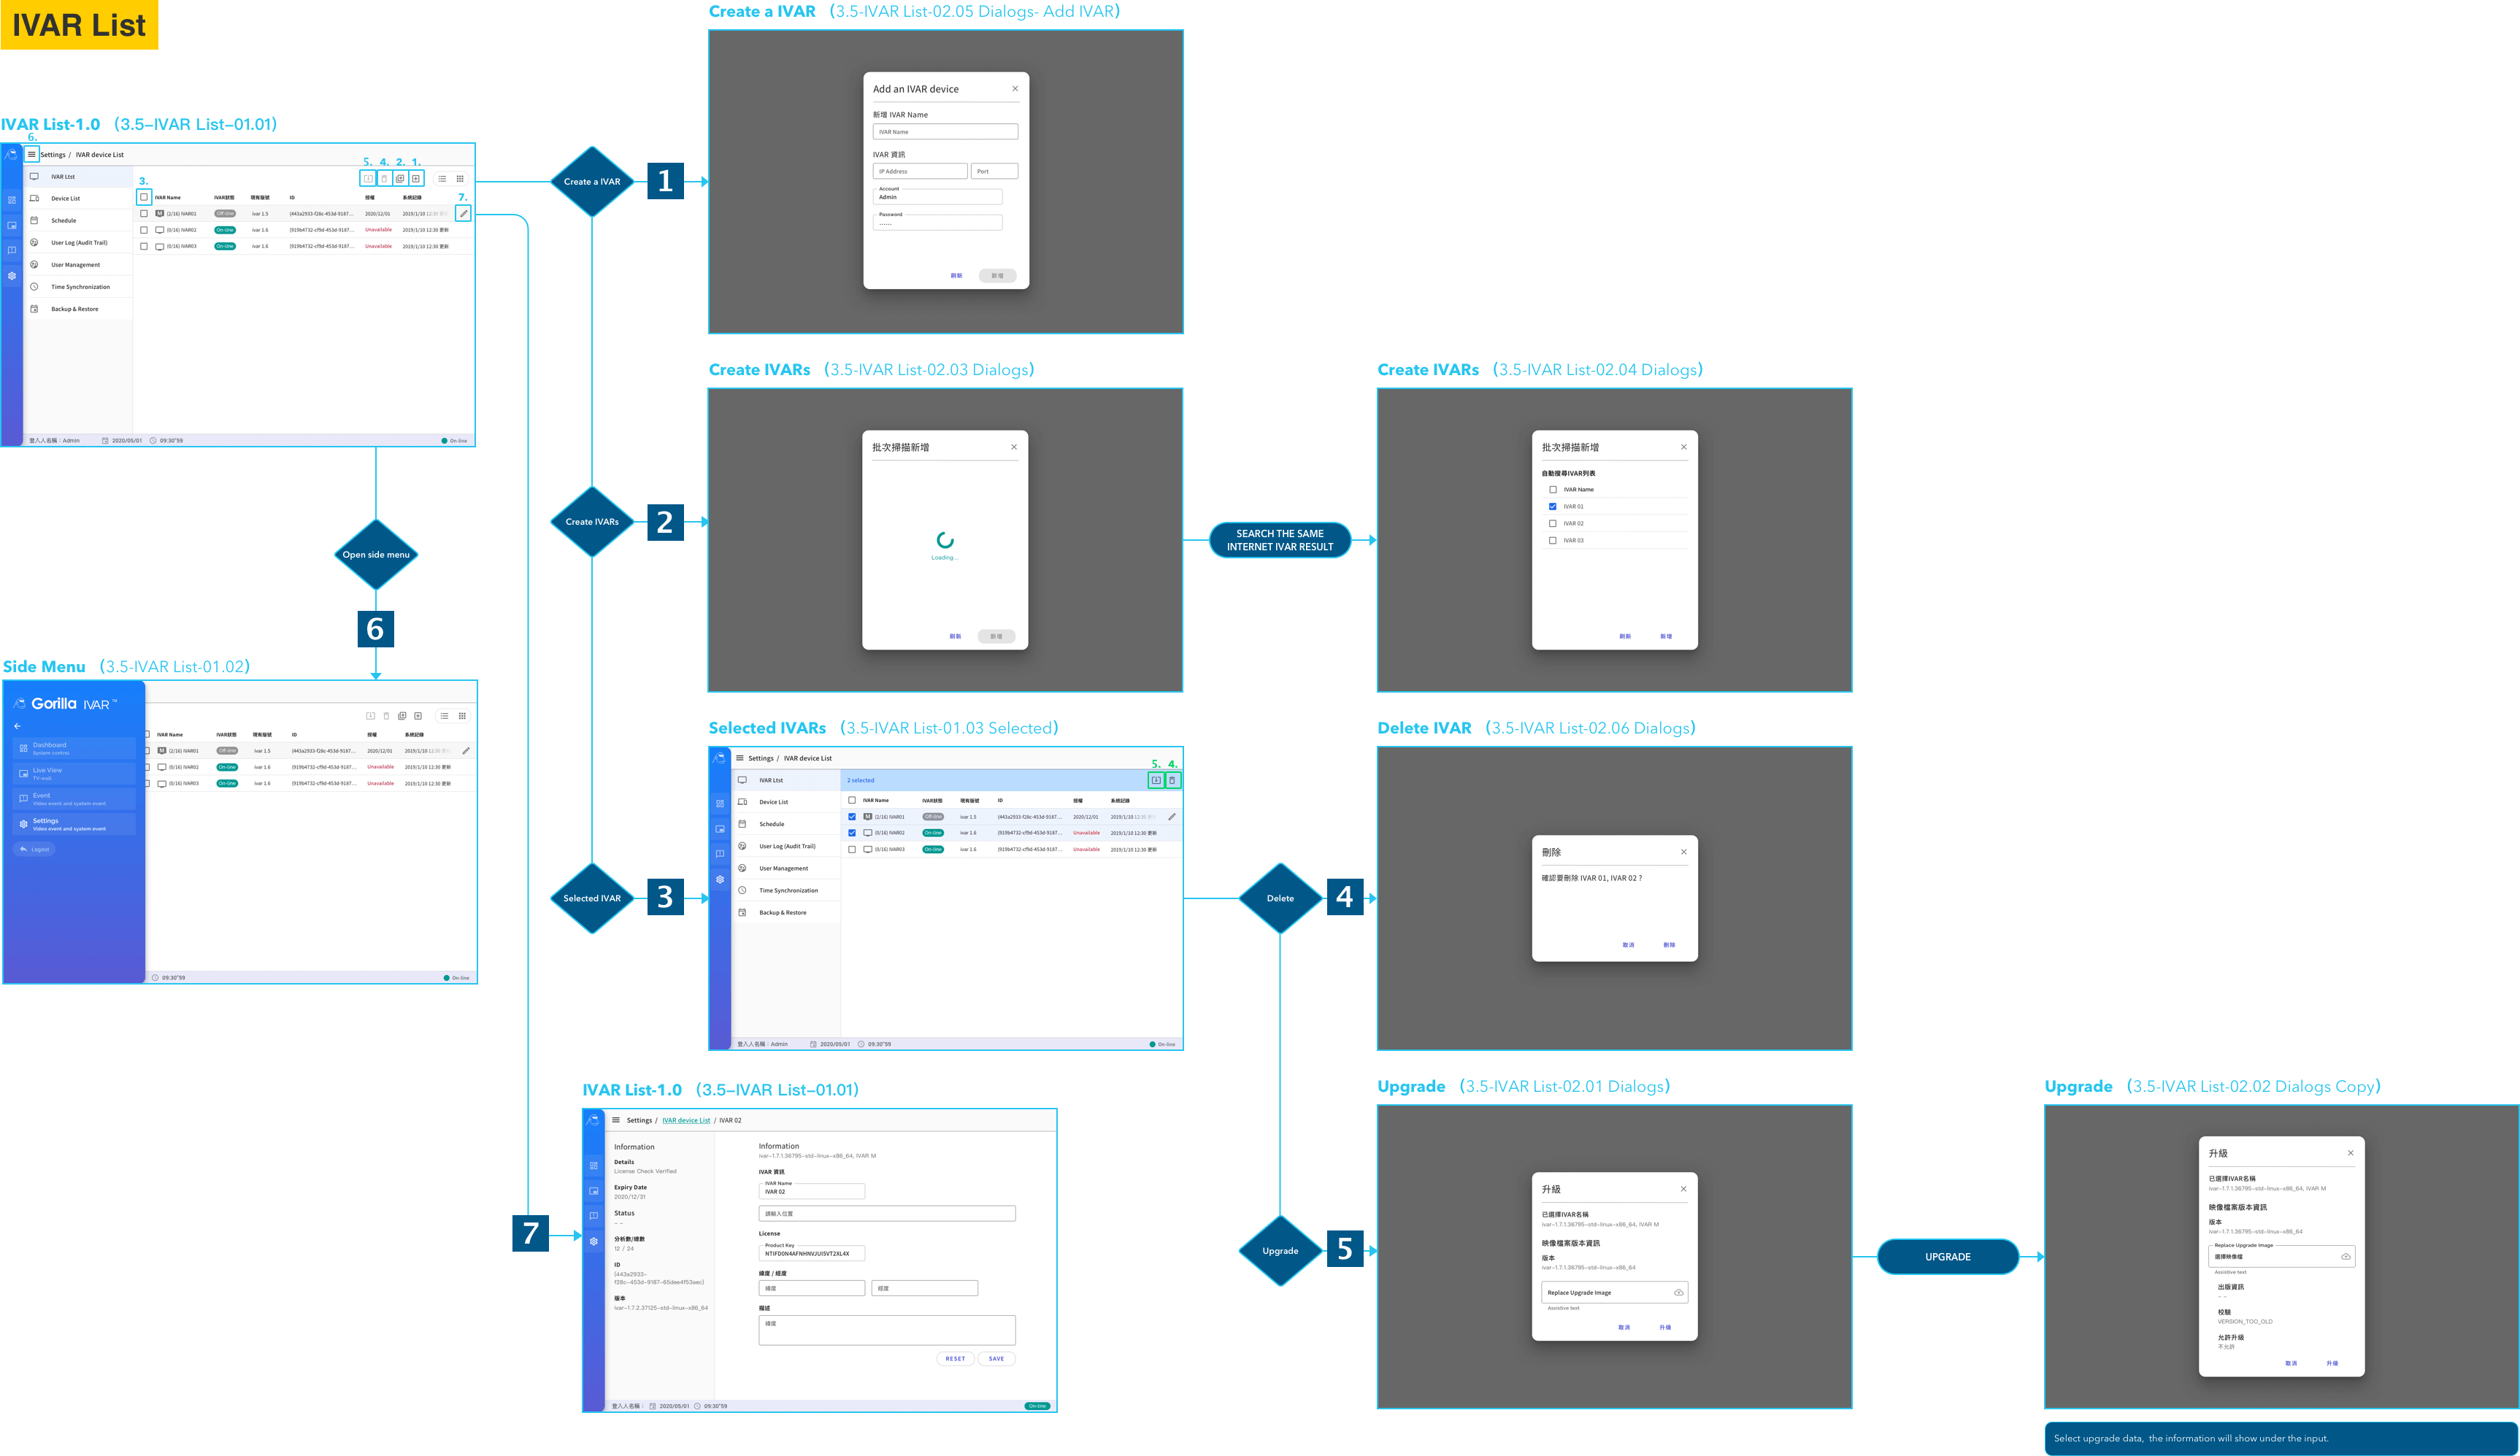 IVAR List
Create a IVAR （3.5-IVAR List-02.05 Dialogs- Add IVAR）
Add an IVAR device
新增 IVAR Name
IVAR Name
IVAR 資訊
IP Address
Port
Account
Admin
Password
......
刷新
新增
IVAR List-1.0 （3.5–IVAR List–01.01）
6.
Settings / IVAR device List
5. 4. 2. 1.
3.
7.
IVAR Ltst
Device List
Schedule
User Log (Audit Trail)
User Management
Time Synchronization
Backup & Restore
IVAR Name IVAR狀態 現有版號 ID 授權 系統記錄
M (2/16) IVAR01 Off-line ivar 1.5 {443a2933-f28c-453d-9187... 2020/12/01 2019/1/10 12:30
(0/16) IVAR02 On-line ivar 1.6 {919b4732-cf9d-453d-9187... Unavailable 2019/1/10 12:30 更新
(0/16) IVAR03 On-line ivar 1.6 {919b4732-cf9d-453d-9187... Unavailable 2019/1/10 12:30 更新
登入人名稱：Admin 2020/05/01 09:30"59 On-line
Create a IVAR
1
Create IVARs
2
Selected IVAR
3
Open side menu
6
Create IVARs （3.5-IVAR List-02.03 Dialogs）
批次掃描新增
Loading...
刷新
新增
SEARCH THE SAME
INTERNET IVAR RESULT
Create IVARs （3.5-IVAR List-02.04 Dialogs）
批次掃描新增
自動搜尋IVAR列表
IVAR Name
IVAR 01
IVAR 02
IVAR 03
刷新
新增
Side Menu （3.5-IVAR List-01.02）
Gorilla IVAR ™
Dashboard
System control
Live View
TV-wall
Event
Video event and system event
Settings
Video event and system event
Logout
IVAR Name IVAR狀態 現有版號 ID 授權 系統記錄
M (2/16) IVAR01 Off-line ivar 1.5 {443a2933-f28c-453d-9187... 2020/12/01 2019/1/10 12:30
(0/16) IVAR02 On-line ivar 1.6 {919b4732-cf9d-453d-9187... Unavailable 2019/1/10 12:30 更新
(0/16) IVAR03 On-line ivar 1.6 {919b4732-cf9d-453d-9187... Unavailable 2019/1/10 12:30 更新
09:30"59 On-line
Selected IVARs （3.5-IVAR List-01.03 Selected）
Settings / IVAR device List
5. 4.
2 selected
IVAR Ltst
Device List
Schedule
User Log (Audit Trail)
User Management
Time Synchronization
Backup & Restore
IVAR Name IVAR狀態 現有版號 ID 授權 系統記錄
M (2/16) IVAR01 Off-line ivar 1.5 {443a2933-f28c-453d-9187... 2020/12/01 2019/1/10 12:30
(0/16) IVAR02 On-line ivar 1.6 {919b4732-cf9d-453d-9187... Unavailable 2019/1/10 12:30 更新
(0/16) IVAR03 On-line ivar 1.6 {919b4732-cf9d-453d-9187... Unavailable 2019/1/10 12:30 更新
登入人名稱：Admin 2020/05/01 09:30"59 On-line
Delete
4
Delete IVAR （3.5-IVAR List-02.06 Dialogs）
刪除
確認要刪除 IVAR 01, IVAR 02 ?
取消
刪除
7
IVAR List-1.0 （3.5–IVAR List–01.01）
Settings / IVAR device List / IVAR 02
Information
Details
License Check Verified
Expiry Date
2020/12/31
Status
– –
分析數/總數
12 / 24
ID
{443a2933–
f28c–453d–9187–65dee4f53aec}
版本
ivar–1.7.2.37125–std–linux–x86_64
Information
ivar–1.7.1.36795–std–linux–x86_64, IVAR M
IVAR 資訊
IVAR Name
IVAR 02
請輸入位置
License
Product Key
NTIFD0N4AFNHNVJUISVT2XL4X
緯度 / 經度
緯度
經度
描述
緯度
RESET
SAVE
登入人名稱： 2020/05/01 09:30"59 On-line
Upgrade
5
Upgrade （3.5-IVAR List-02.01 Dialogs）
升級
已選擇IVAR名稱
ivar–1.7.1.36795–std–linux–x86_64, IVAR M
映像檔案版本資訊
版本
ivar–1.7.1.36795–std–linux–x86_64
Replace Upgrade Image
Assistive text
取消
升級
UPGRADE
Upgrade （3.5-IVAR List-02.02 Dialogs Copy）
升級
已選擇IVAR名稱
ivar–1.7.1.36795–std–linux–x86_64, IVAR M
映像檔案版本資訊
版本
ivar–1.7.1.36795–std–linux–x86_64
Replace Upgrade Image
選擇映像檔
Assistive text
出版資訊
– –
校驗
VERSION_TOO_OLD
允許升級
不允許
取消
升級
Select upgrade data, the information will show under the input.